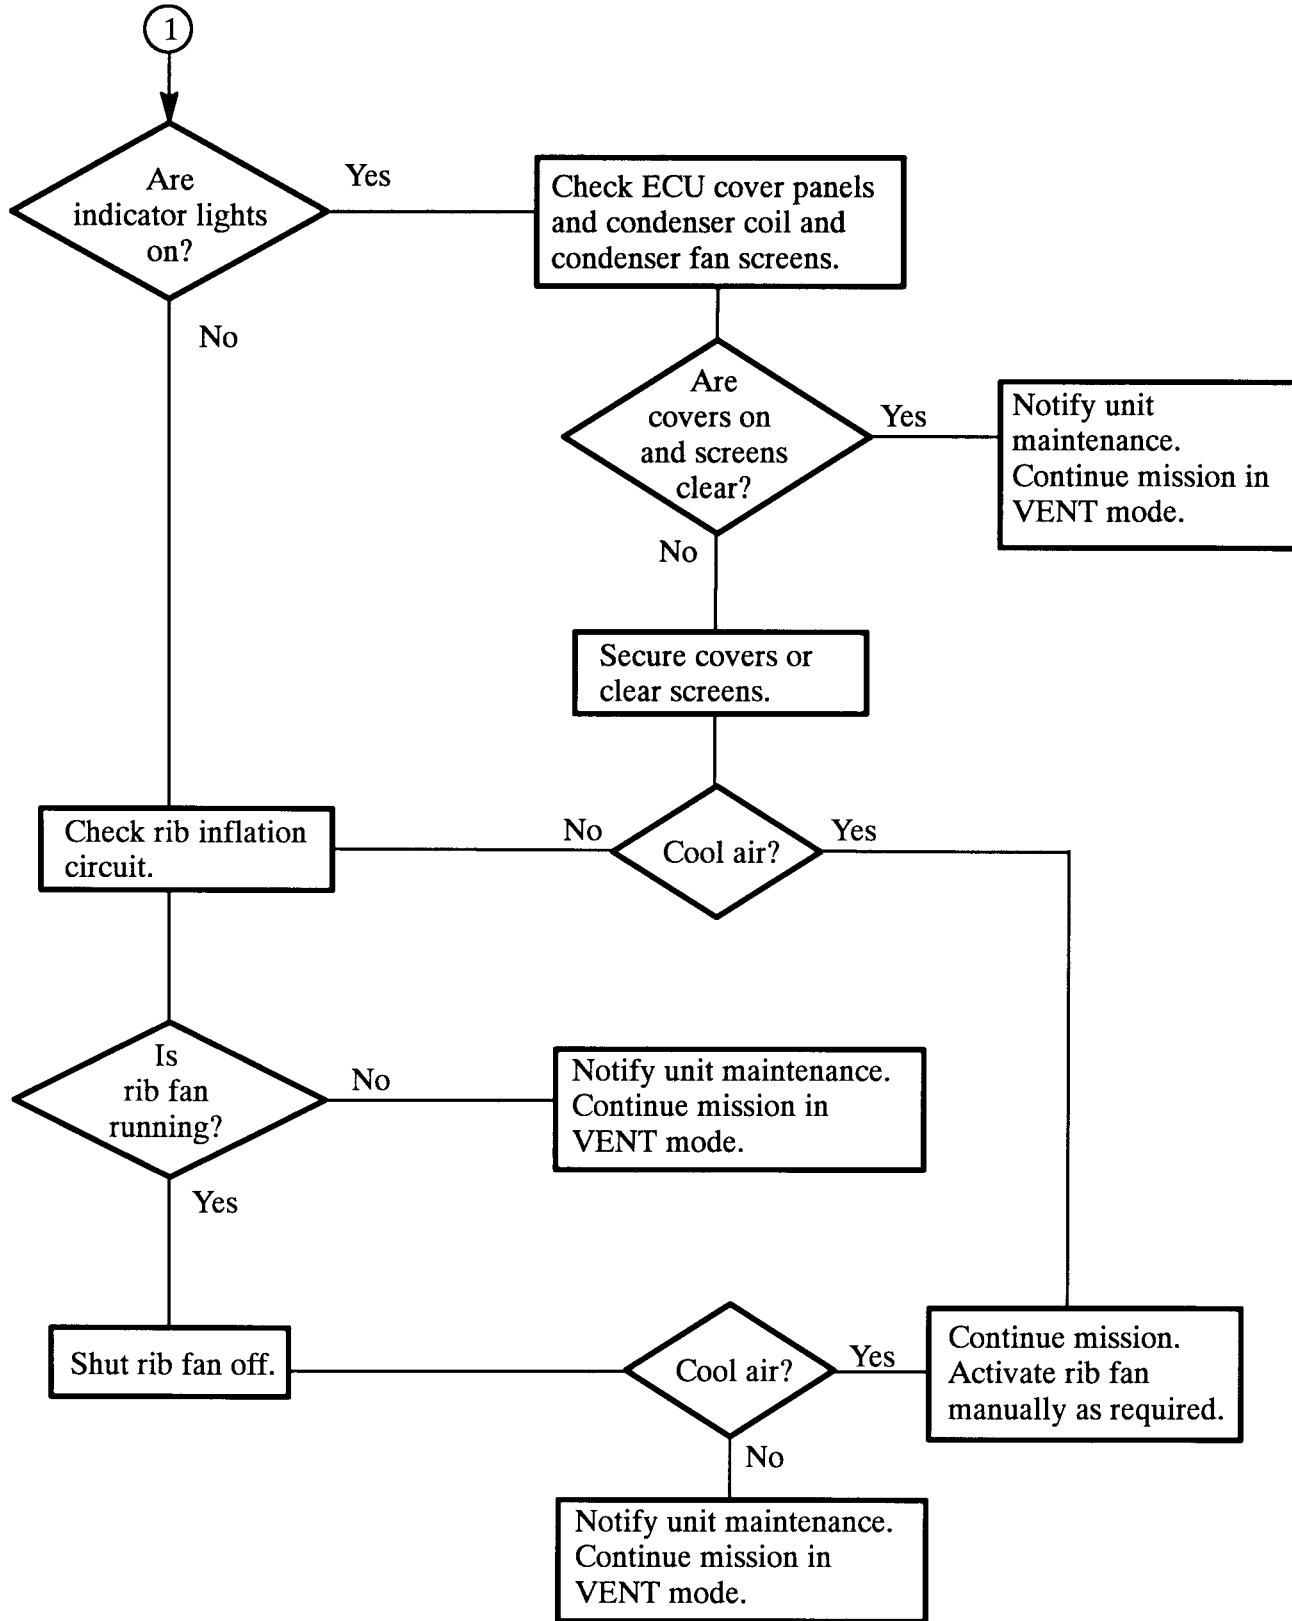 1
Are
indicator lights
on?
Yes
No
Check ECU cover panels
and condenser coil and
condenser fan screens.
Are
covers on
and screens
clear?
Yes
No
Notify unit
maintenance.
Continue mission in
VENT mode.
Secure covers or
clear screens.
Check rib inflation
circuit.
No
Cool air?
Yes
Is
rib fan
running?
No
Yes
Notify unit maintenance.
Continue mission in
VENT mode.
Shut rib fan off.
Cool air?
Yes
No
Continue mission.
Activate rib fan
manually as required.
Notify unit maintenance.
Continue mission in
VENT mode.